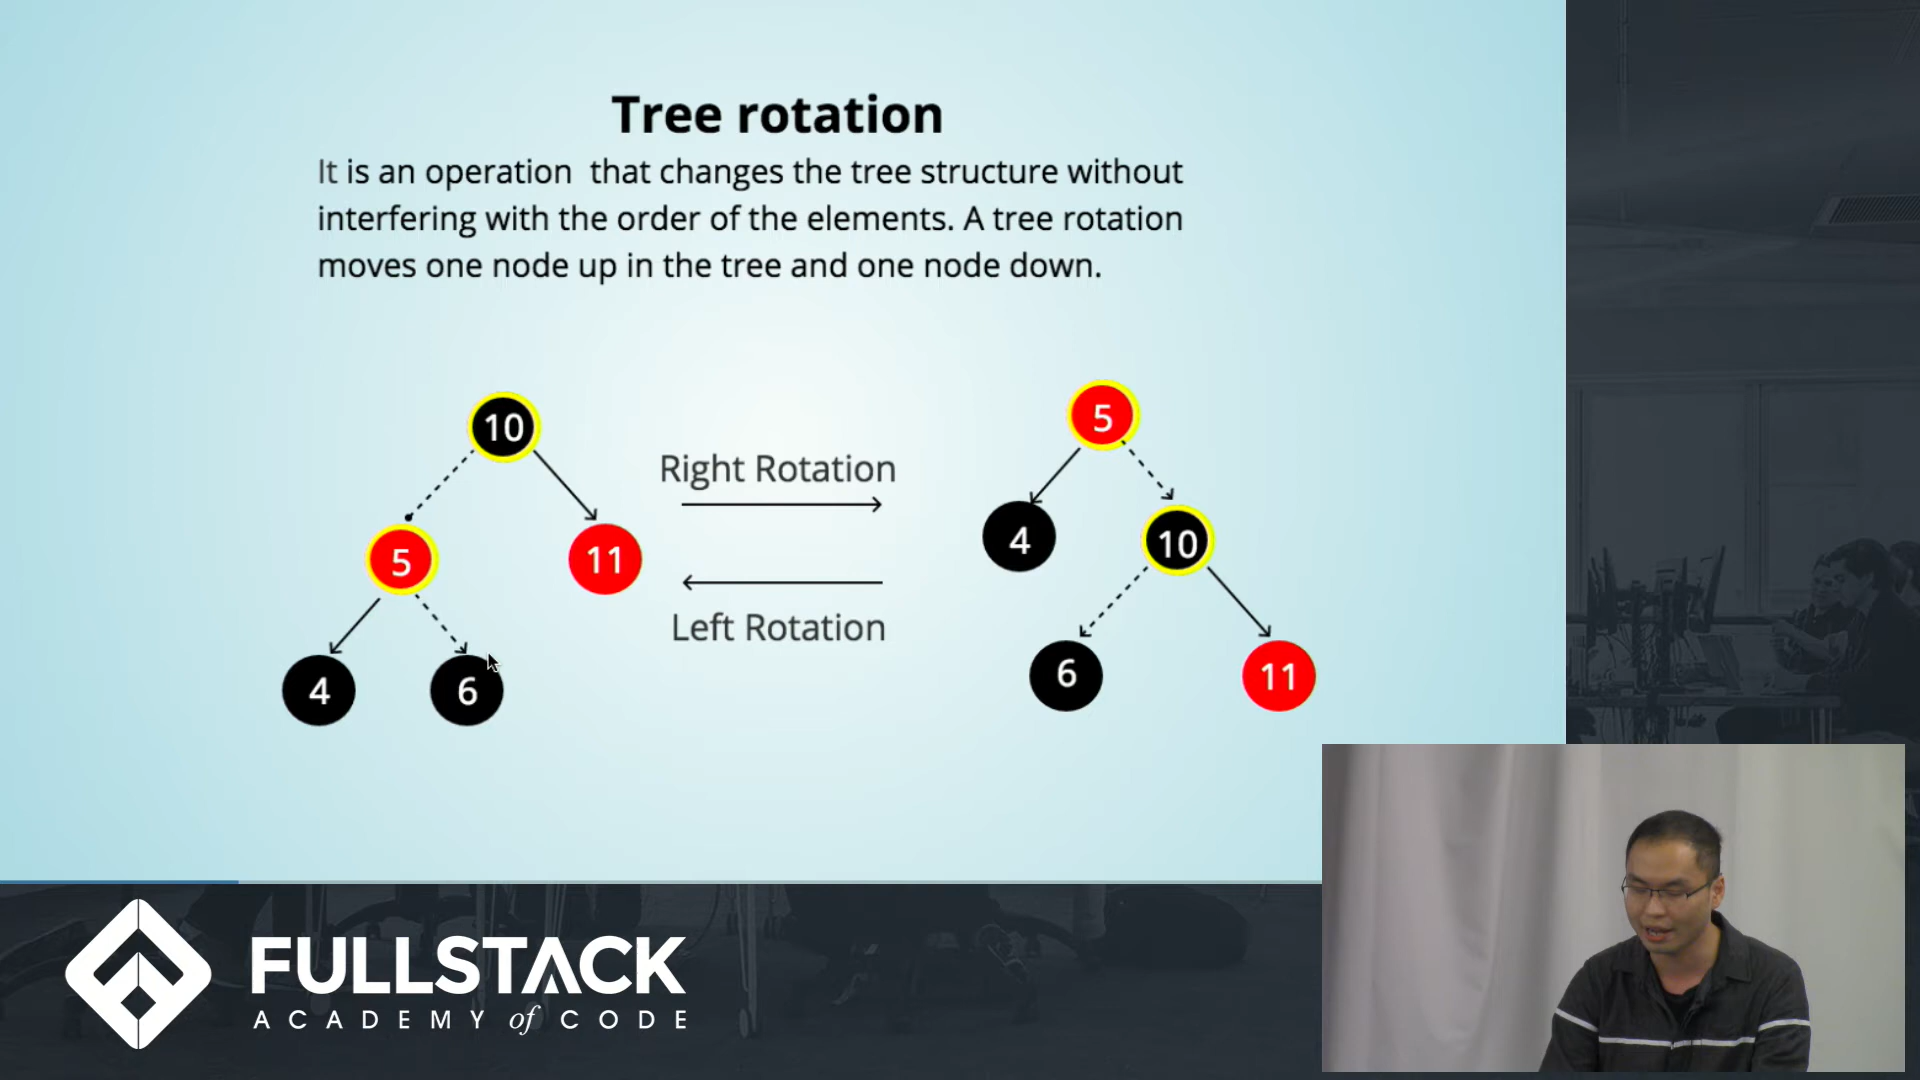 Tree rotation
It is an operation  that changes the tree structure without
interfering with the order of the elements. A tree rotation
moves one node up in the tree and one node down.
10
5
11
4
6
Right Rotation
Left Rotation
5
4
10
6
11
FULLSTACK
ACADEMY of CODE